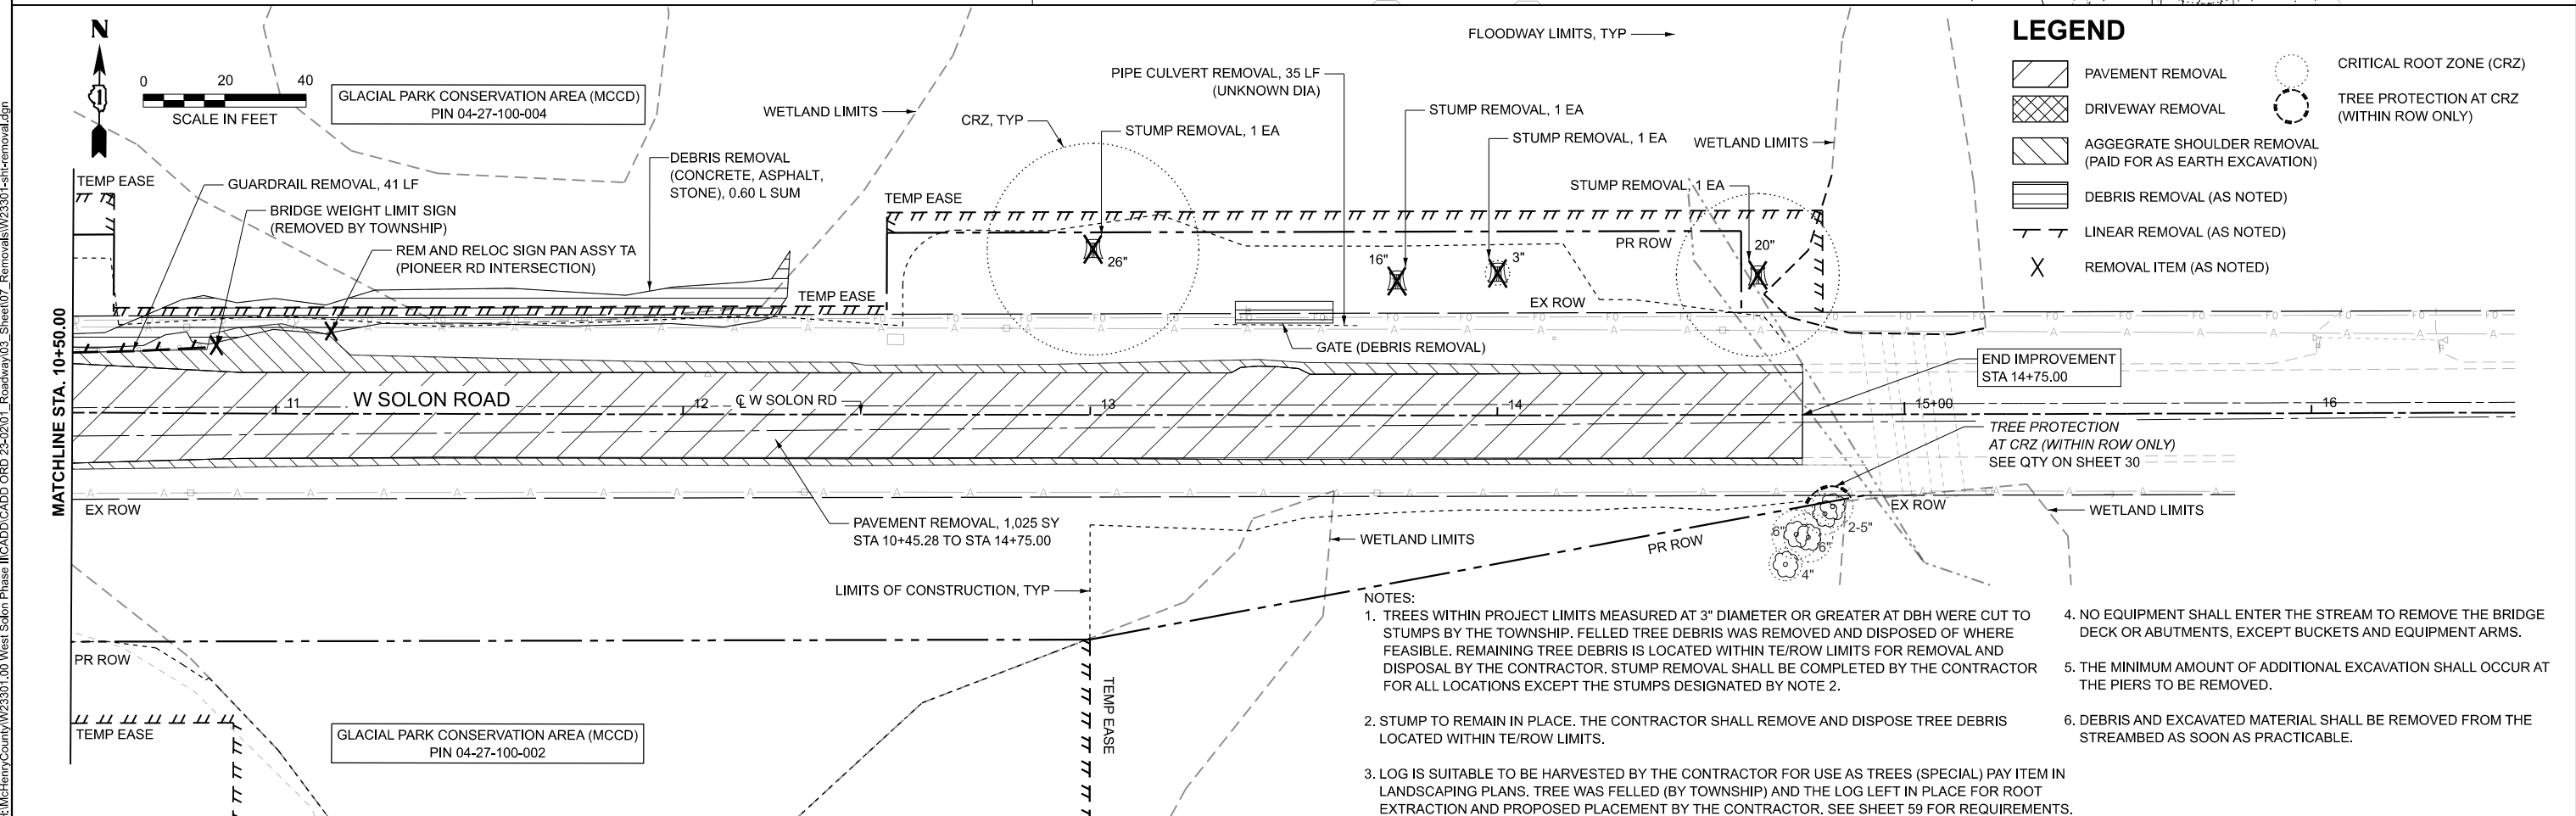 N
0 20 40
SCALE IN FEET
GLACIAL PARK CONSERVATION AREA (MCCD)
PIN 04-27-100-004
WETLAND LIMITS
CRZ, TYP
PIPE CULVERT REMOVAL, 35 LF
(UNKNOWN DIA)
STUMP REMOVAL, 1 EA
FLOODWAY LIMITS, TYP
STUMP REMOVAL, 1 EA
STUMP REMOVAL, 1 EA
WETLAND LIMITS
STUMP REMOVAL, 1 EA
LEGEND
PAVEMENT REMOVAL
DRIVEWAY REMOVAL
AGGEGRATE SHOULDER REMOVAL
(PAID FOR AS EARTH EXCAVATION)
DEBRIS REMOVAL (AS NOTED)
LINEAR REMOVAL (AS NOTED)
REMOVAL ITEM (AS NOTED)
CRITICAL ROOT ZONE (CRZ)
TREE PROTECTION AT CRZ
(WITHIN ROW ONLY)
TEMP EASE
GUARDRAIL REMOVAL, 41 LF
BRIDGE WEIGHT LIMIT SIGN
(REMOVED BY TOWNSHIP)
REM AND RELOC SIGN PAN ASSY TA
(PIONEER RD INTERSECTION)
DEBRIS REMOVAL
(CONCRETE, ASPHALT,
STONE), 0.60 L SUM
TEMP EASE
TEMP EASE
26"
16"
3"
20"
PR ROW
EX ROW
GATE (DEBRIS REMOVAL)
MATCHLINE STA. 10+50.00
11
W SOLON ROAD
12
℄ W SOLON RD
13
14
15+00
16
END IMPROVEMENT
STA 14+75.00
TREE PROTECTION
AT CRZ (WITHIN ROW ONLY)
SEE QTY ON SHEET 30
EX ROW
PAVEMENT REMOVAL, 1,025 SY
STA 10+45.28 TO STA 14+75.00
WETLAND LIMITS
PR ROW
6"
6"
2-5"
4"
EX ROW
WETLAND LIMITS
LIMITS OF CONSTRUCTION, TYP
PR ROW
TEMP EASE
TEMP EASE
GLACIAL PARK CONSERVATION AREA (MCCD)
PIN 04-27-100-002
NOTES:
1. TREES WITHIN PROJECT LIMITS MEASURED AT 3" DIAMETER OR GREATER AT DBH WERE CUT TO
STUMPS BY THE TOWNSHIP. FELLED TREE DEBRIS WAS REMOVED AND DISPOSED OF WHERE
FEASIBLE. REMAINING TREE DEBRIS IS LOCATED WITHIN TE/ROW LIMITS FOR REMOVAL AND
DISPOSAL BY THE CONTRACTOR. STUMP REMOVAL SHALL BE COMPLETED BY THE CONTRACTOR
FOR ALL LOCATIONS EXCEPT THE STUMPS DESIGNATED BY NOTE 2.
2. STUMP TO REMAIN IN PLACE. THE CONTRACTOR SHALL REMOVE AND DISPOSE TREE DEBRIS
LOCATED WITHIN TE/ROW LIMITS.
3. LOG IS SUITABLE TO BE HARVESTED BY THE CONTRACTOR FOR USE AS TREES (SPECIAL) PAY ITEM IN
LANDSCAPING PLANS. TREE WAS FELLED (BY TOWNSHIP) AND THE LOG LEFT IN PLACE FOR ROOT
EXTRACTION AND PROPOSED PLACEMENT BY THE CONTRACTOR. SEE SHEET 59 FOR REQUIREMENTS.
4. NO EQUIPMENT SHALL ENTER THE STREAM TO REMOVE THE BRIDGE
DECK OR ABUTMENTS, EXCEPT BUCKETS AND EQUIPMENT ARMS.
5. THE MINIMUM AMOUNT OF ADDITIONAL EXCAVATION SHALL OCCUR AT
THE PIERS TO BE REMOVED.
6. DEBRIS AND EXCAVATED MATERIAL SHALL BE REMOVED FROM THE
STREAMBED AS SOON AS PRACTICABLE.